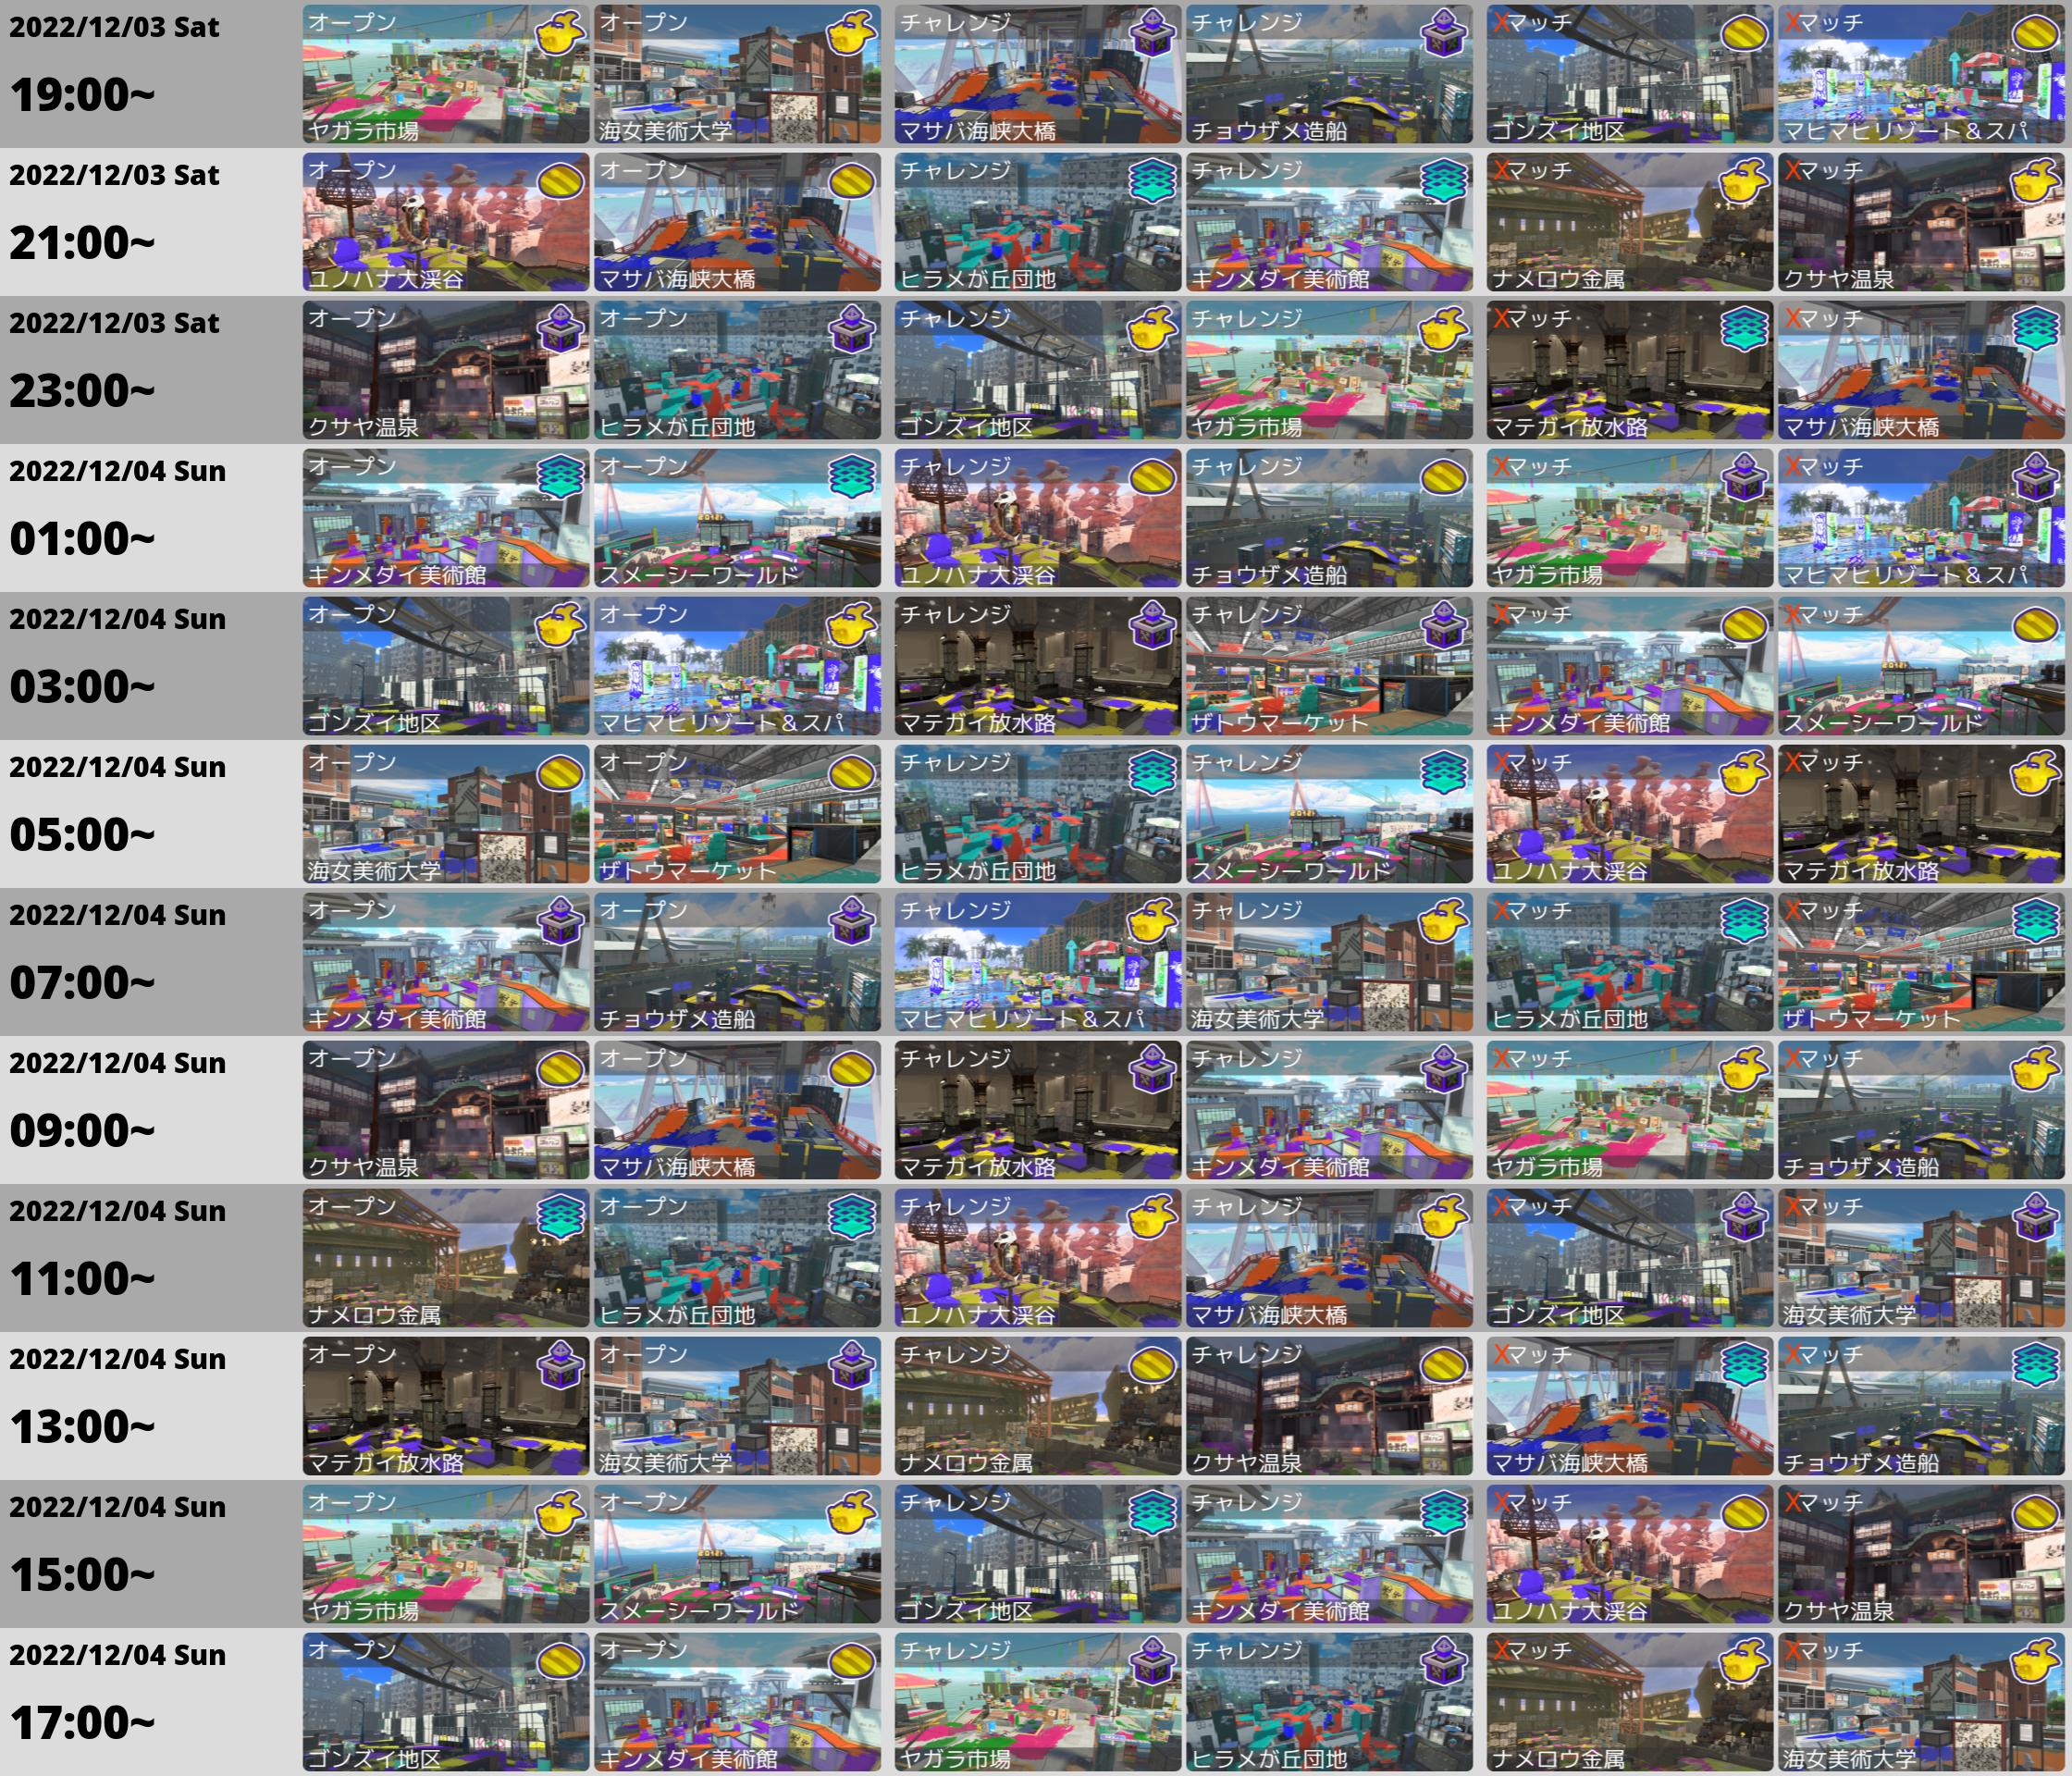 2022/12/03 Sat
19:00~
オープン オープン チャレンジ チャレンジ Xマッチ Xマッチ
ヤガラ市場 海女美術大学 マサバ海峡大橋 チョウザメ造船 ゴンズイ地区 マヒマヒリゾート&スパ
2022/12/03 Sat
21:00~
オープン オープン チャレンジ チャレンジ Xマッチ Xマッチ
ユノハナ大渓谷 マサバ海峡大橋 ヒラメが丘団地 キンメダイ美術館 ナメロウ金属 クサヤ温泉
2022/12/03 Sat
23:00~
オープン オープン チャレンジ チャレンジ Xマッチ Xマッチ
クサヤ温泉 ヒラメが丘団地 ゴンズイ地区 ヤガラ市場 マテガイ放水路 マサバ海峡大橋
2022/12/04 Sun
01:00~
オープン オープン チャレンジ チャレンジ Xマッチ Xマッチ
キンメダイ美術館 スメーシーワールド ユノハナ大渓谷 チョウザメ造船 ヤガラ市場 マヒマヒリゾート&スパ
2022/12/04 Sun
03:00~
オープン オープン チャレンジ チャレンジ Xマッチ Xマッチ
ゴンズイ地区 マヒマヒリゾート&スパ マテガイ放水路 ザトウマーケット キンメダイ美術館 スメーシーワールド
2022/12/04 Sun
05:00~
オープン オープン チャレンジ チャレンジ Xマッチ Xマッチ
海女美術大学 ザトウマーケット ヒラメが丘団地 スメーシーワールド ユノハナ大渓谷 マテガイ放水路
2022/12/04 Sun
07:00~
オープン オープン チャレンジ チャレンジ Xマッチ Xマッチ
キンメダイ美術館 チョウザメ造船 マヒマヒリゾート&スパ 海女美術大学 ヒラメが丘団地 ザトウマーケット
2022/12/04 Sun
09:00~
オープン オープン チャレンジ チャレンジ Xマッチ Xマッチ
クサヤ温泉 マサバ海峡大橋 マテガイ放水路 キンメダイ美術館 ヤガラ市場 チョウザメ造船
2022/12/04 Sun
11:00~
オープン オープン チャレンジ チャレンジ Xマッチ Xマッチ
ナメロウ金属 ヒラメが丘団地 ユノハナ大渓谷 マサバ海峡大橋 ゴンズイ地区 海女美術大学
2022/12/04 Sun
13:00~
オープン オープン チャレンジ チャレンジ Xマッチ Xマッチ
マテガイ放水路 海女美術大学 ナメロウ金属 クサヤ温泉 マサバ海峡大橋 チョウザメ造船
2022/12/04 Sun
15:00~
オープン オープン チャレンジ チャレンジ Xマッチ Xマッチ
ヤガラ市場 スメーシーワールド ゴンズイ地区 キンメダイ美術館 ユノハナ大渓谷 クサヤ温泉
2022/12/04 Sun
17:00~
オープン オープン チャレンジ チャレンジ Xマッチ Xマッチ
ゴンズイ地区 キンメダイ美術館 ヤガラ市場 ヒラメが丘団地 ナメロウ金属 海女美術大学